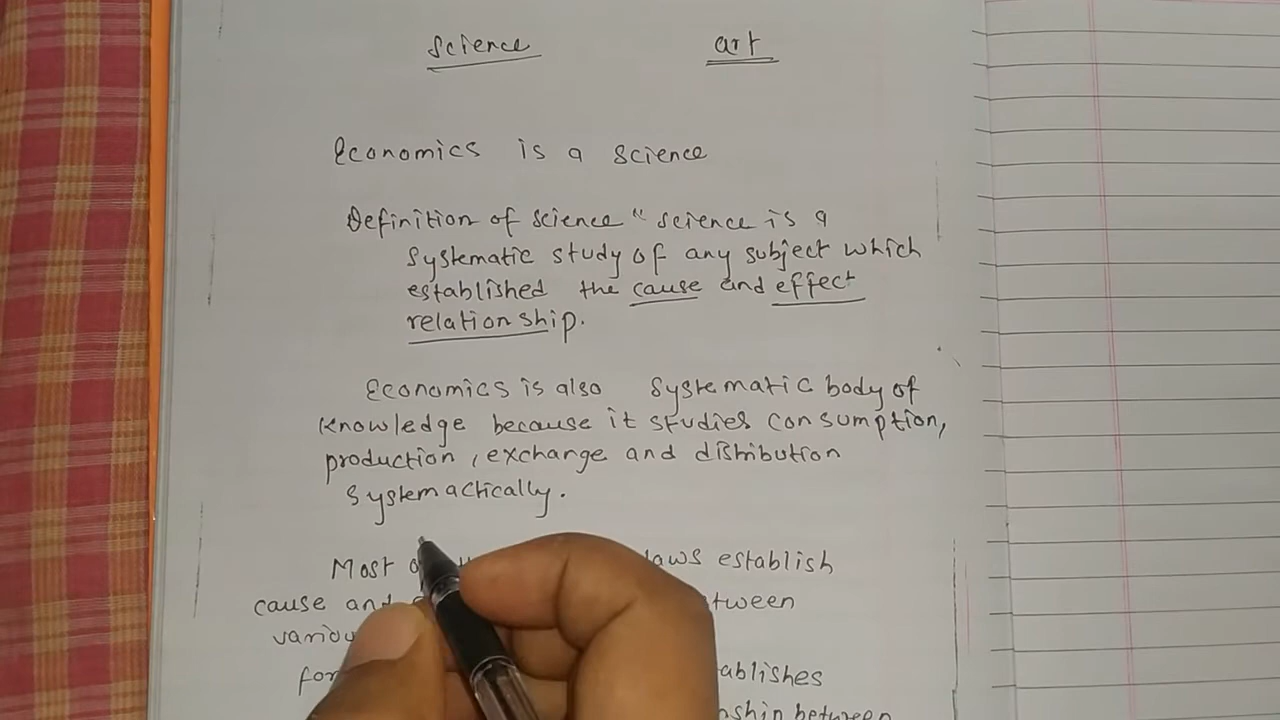 Science art
Economics is a science
Definition of science " science is a
systematic study of any subject which
established the cause and effect
relationship.
Economics is also systematic body of
knowledge because it studies consumption,
production, exchange and distribution
systemactically.
Most laws establish
cause and
for